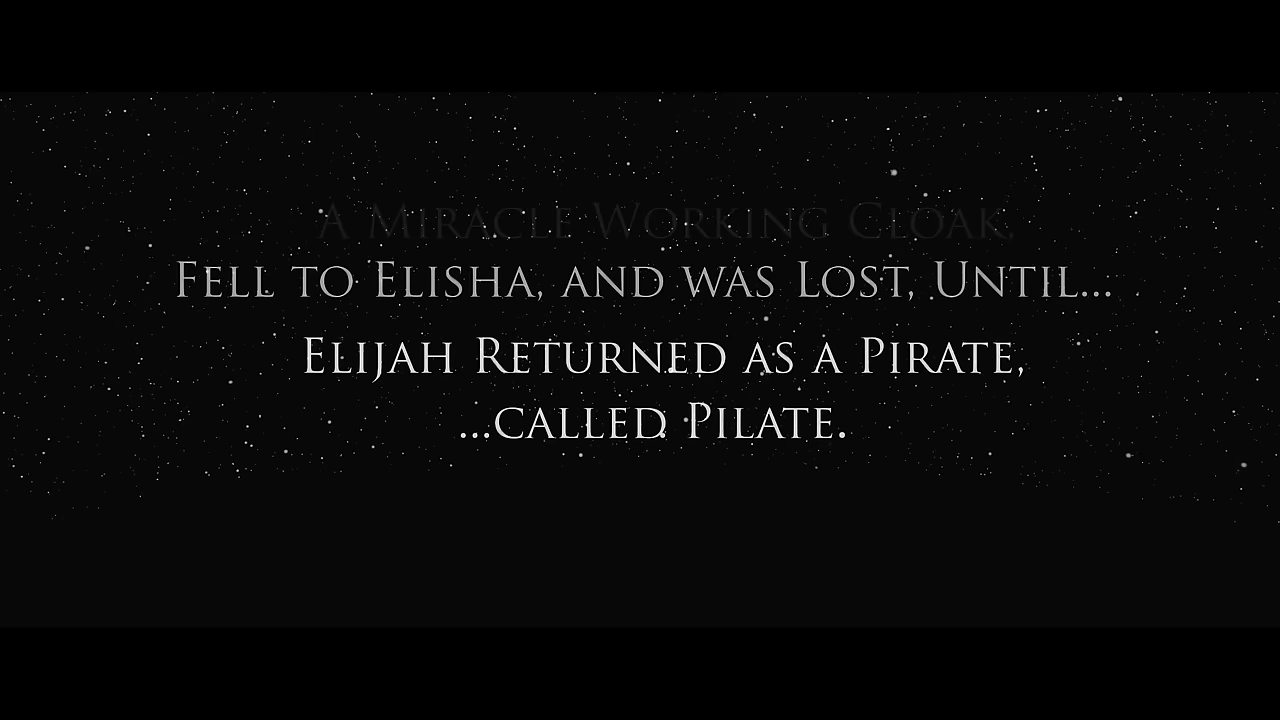 A Miracle Working Cloak,
Fell to Elisha, and was Lost, Until...
Elijah Returned as a Pirate,
...called Pilate.